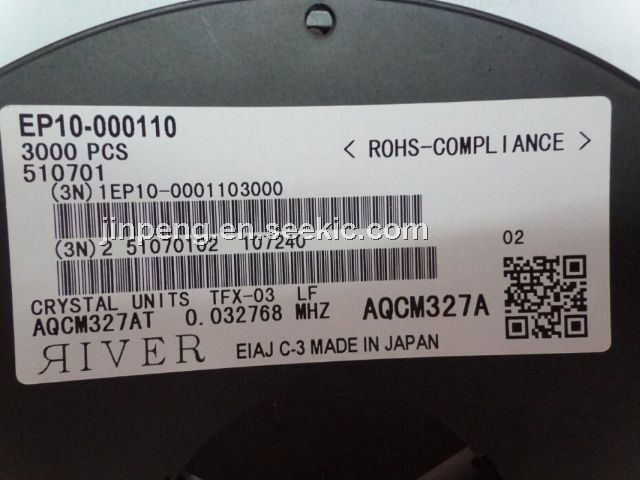 EP10-000110
3000 PCS
< ROHS-COMPLIANCE >
510701
(3N) 1EP10-0001103000
jinpeng.en.seekic.com
(3N) 2 51070102 107240
02
CRYSTAL UNITS TFX-03 LF
AQCM327AT 0.032768 MHZ AQCM327A
ЯIVER EIAJ C-3 MADE IN JAPAN